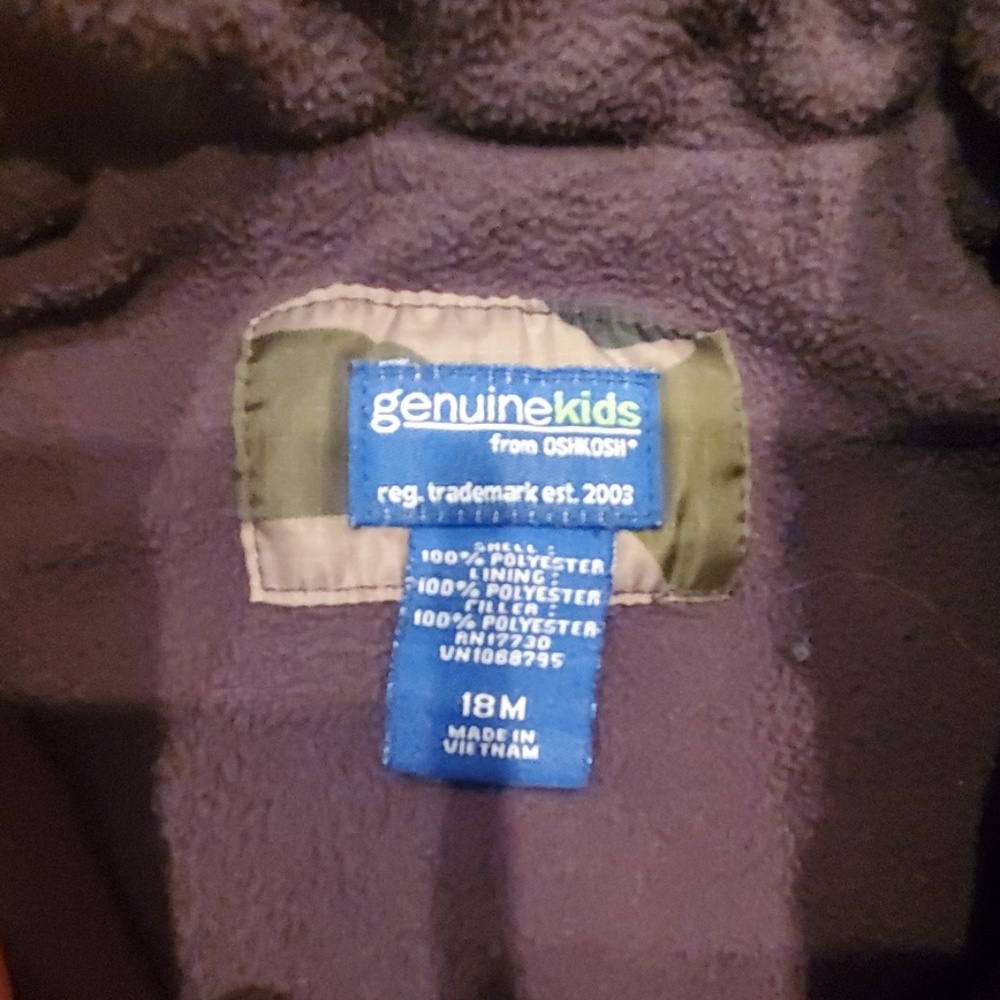 genuinekids
from OSHKOSH®
reg. trademark est. 2003
SHELL :
100% POLYESTER
LINING :
100% POLYESTER
FILLER :
100% POLYESTER
RN17730
VN1088795
18M
MADE IN
VIETNAM